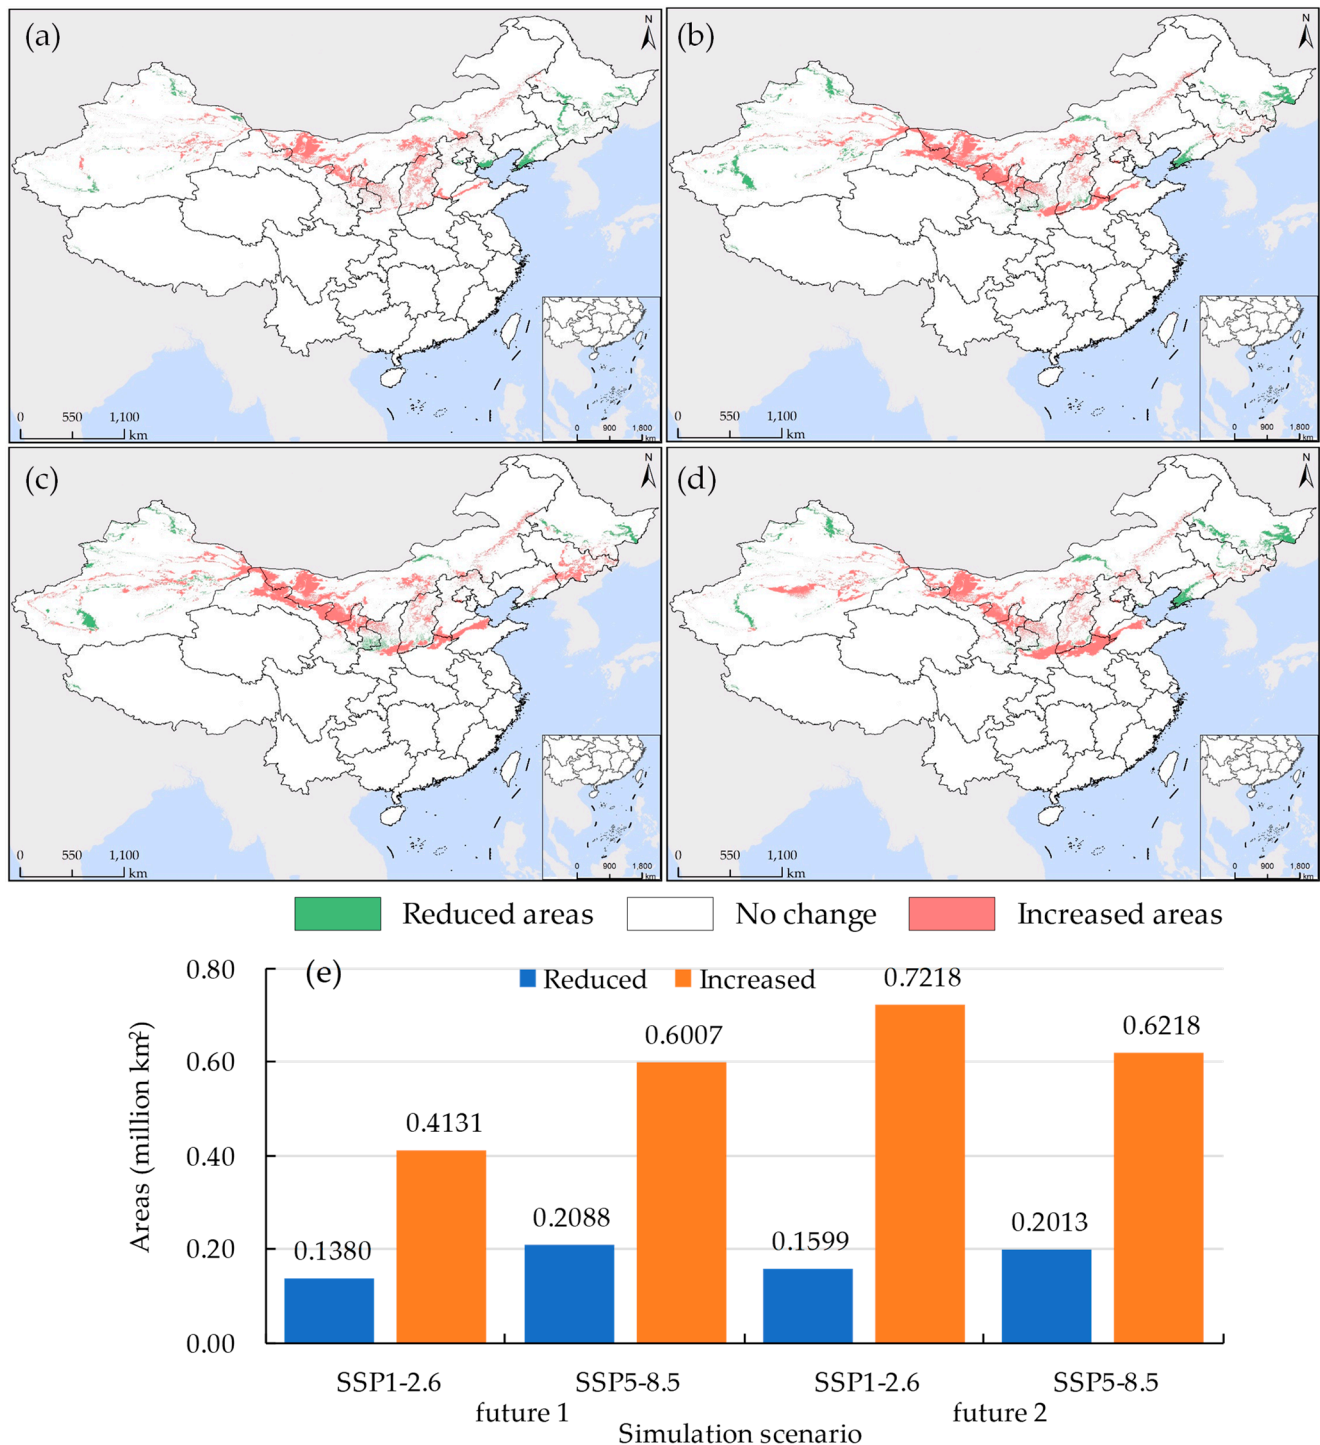 (a)
N
0 550 1,100
km
0 900 1,800
km
(b)
N
0 550 1,100
km
0 900 1,800
km
(c)
N
0 550 1,100
km
0 900 1,800
km
(d)
N
0 550 1,100
km
0 900 1,800
km
Reduced areas No change Increased areas
(e)
Reduced Increased
Areas (million km²)
0.80
0.60
0.40
0.20
0.00
0.1380
0.4131
0.2088
0.6007
0.1599
0.7218
0.2013
0.6218
SSP1-2.6 SSP5-8.5 SSP1-2.6 SSP5-8.5
future 1 future 2
Simulation scenario